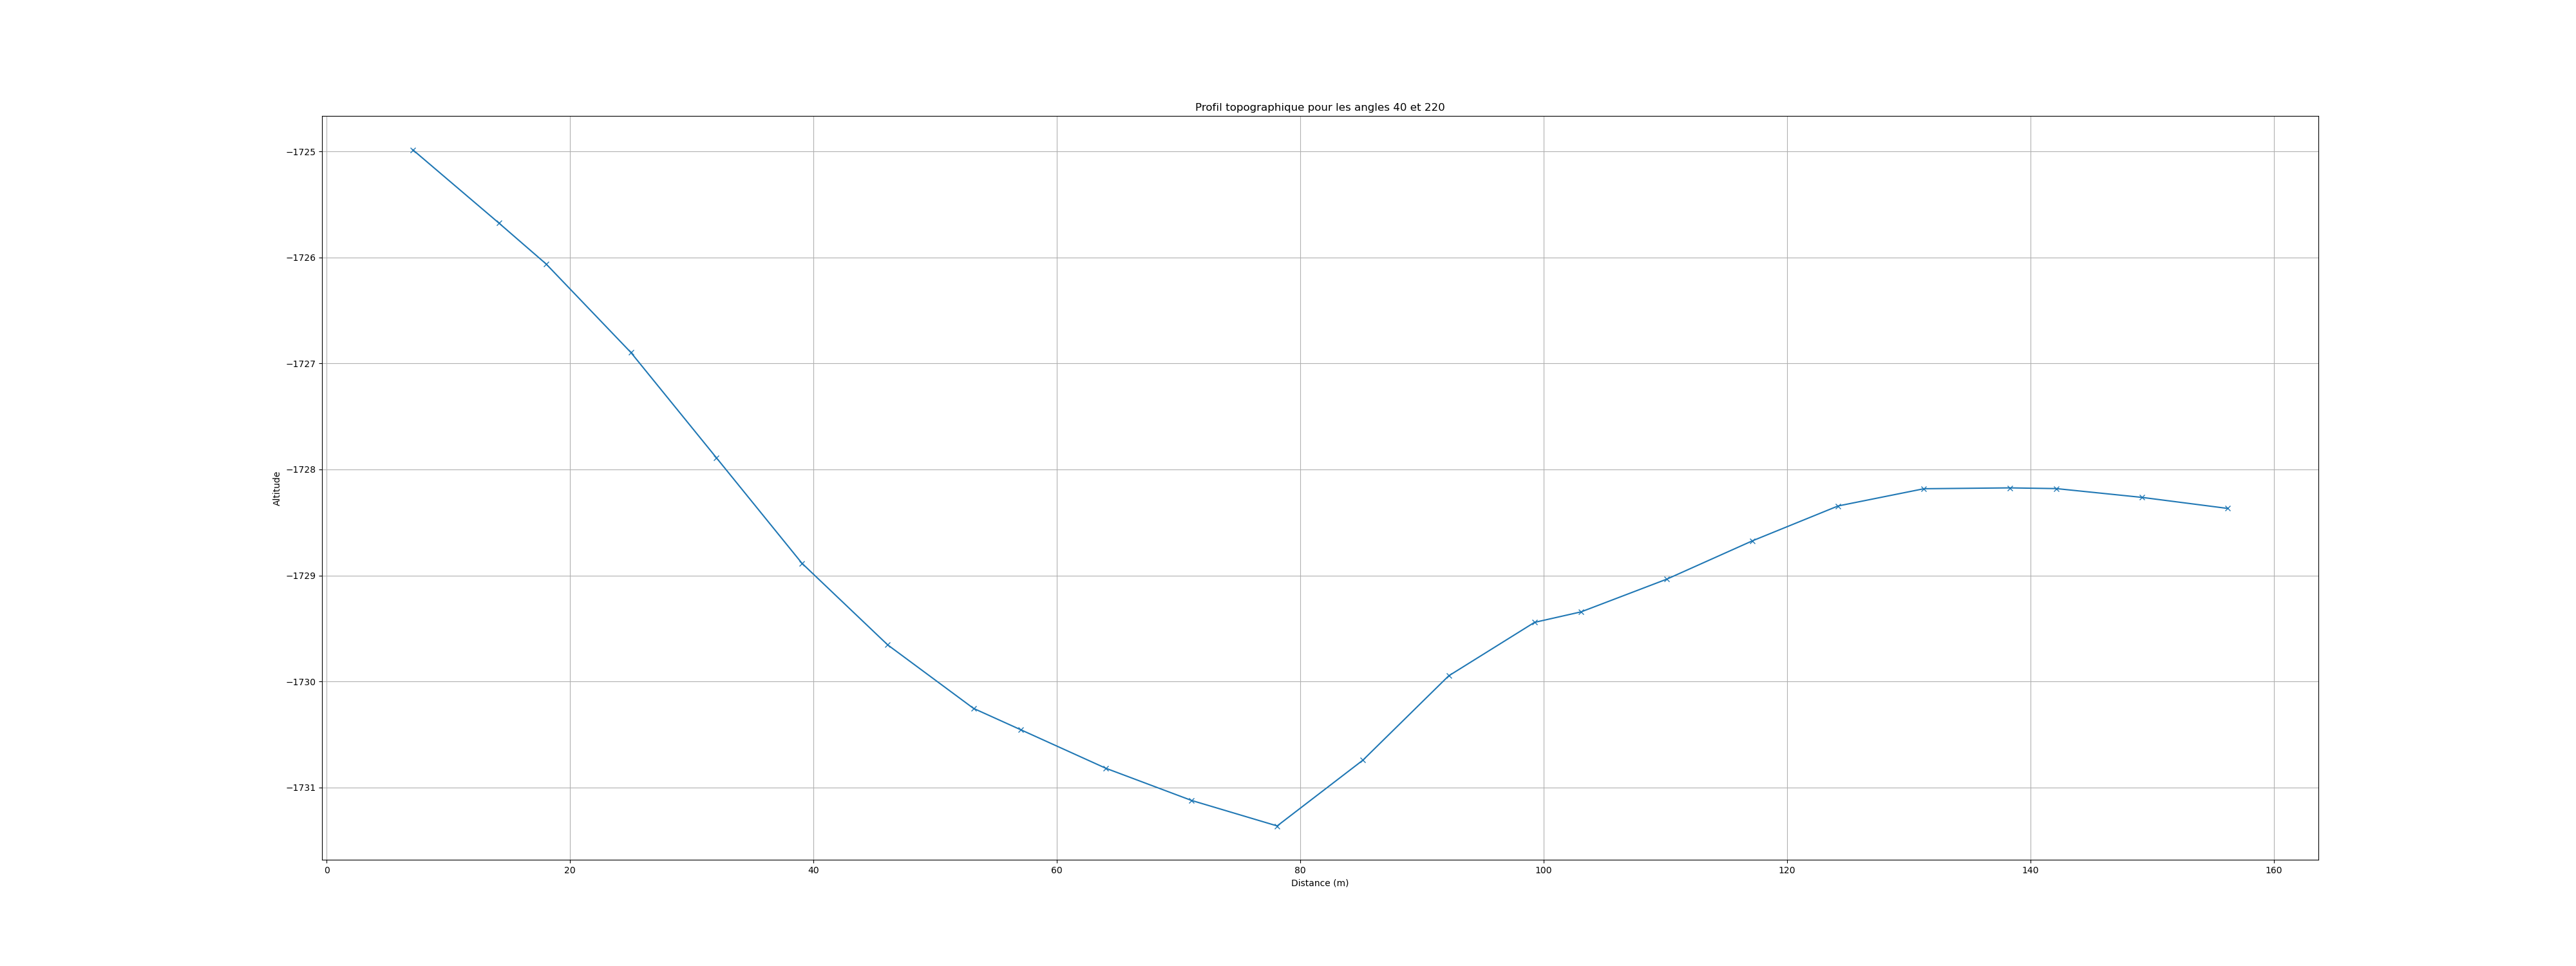 Profil topographique pour les angles 40 et 220
−1725
−1726
−1727
−1728
−1729
−1730
−1731
Altitude
0 20 40 60 80 100 120 140 160
Distance (m)